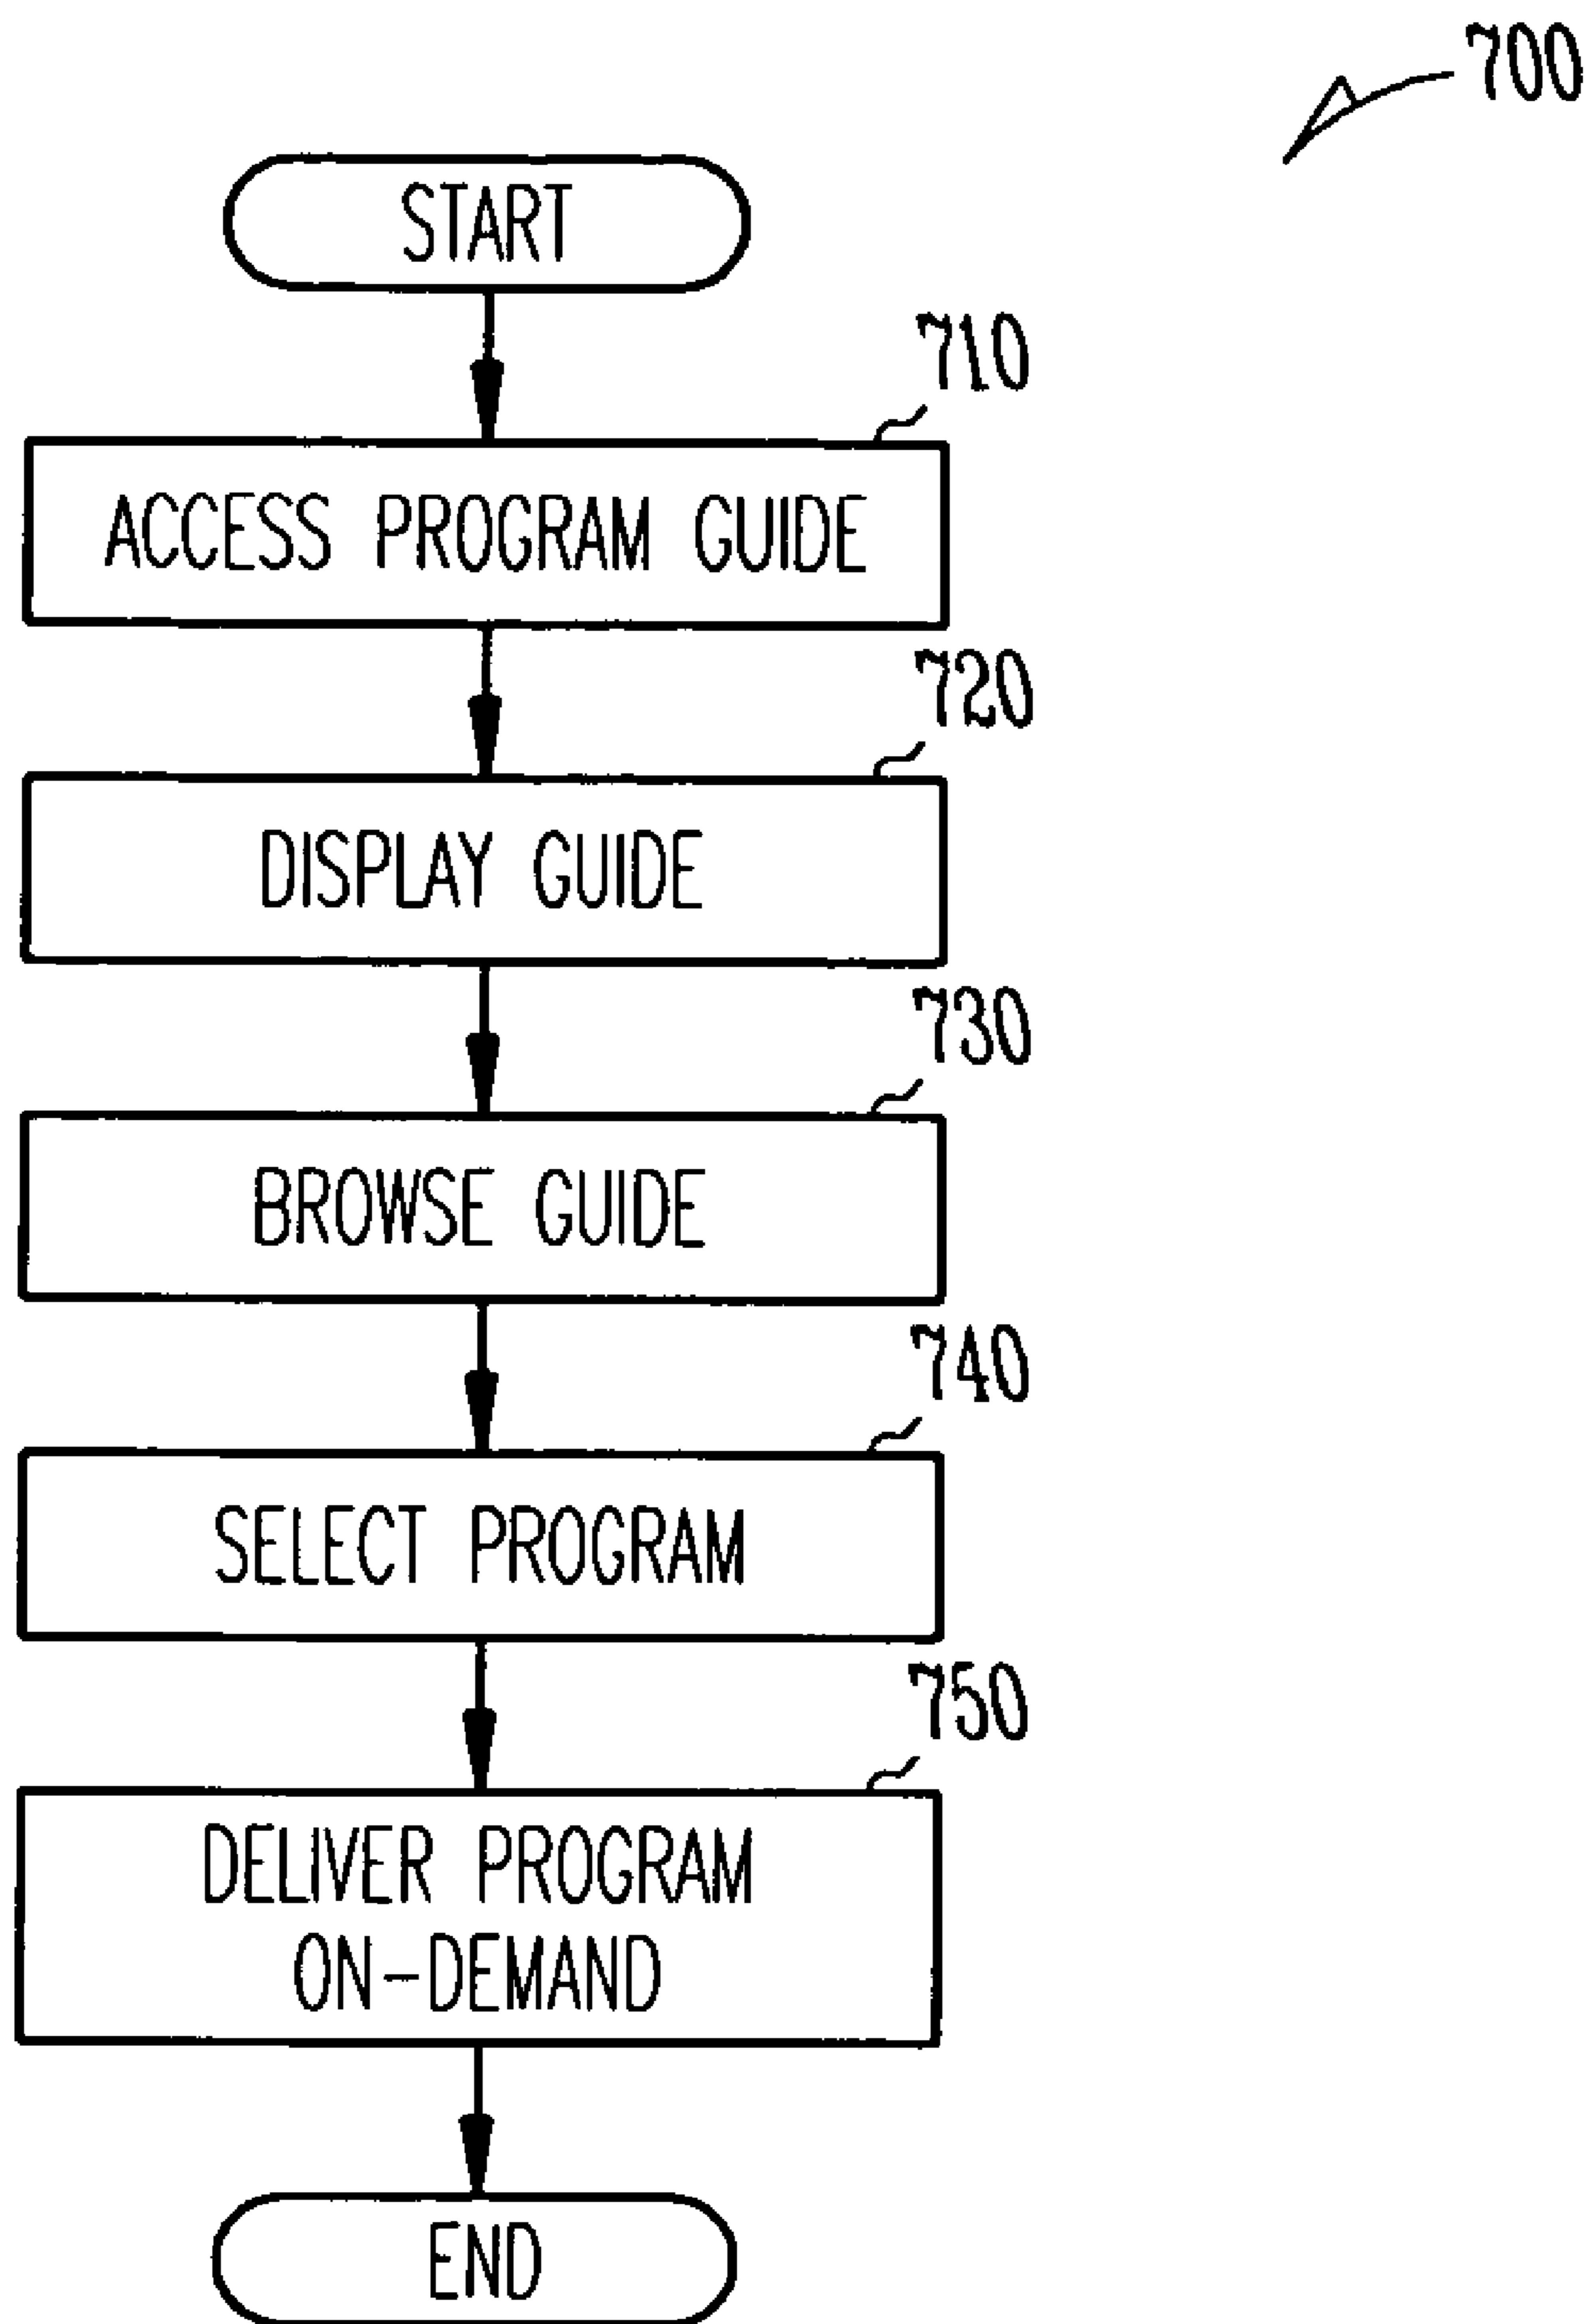 700
START
710
ACCESS PROGRAM GUIDE
720
DISPLAY GUIDE
730
BROWSE GUIDE
740
SELECT PROGRAM
750
DELIVER PROGRAM
ON-DEMAND
END